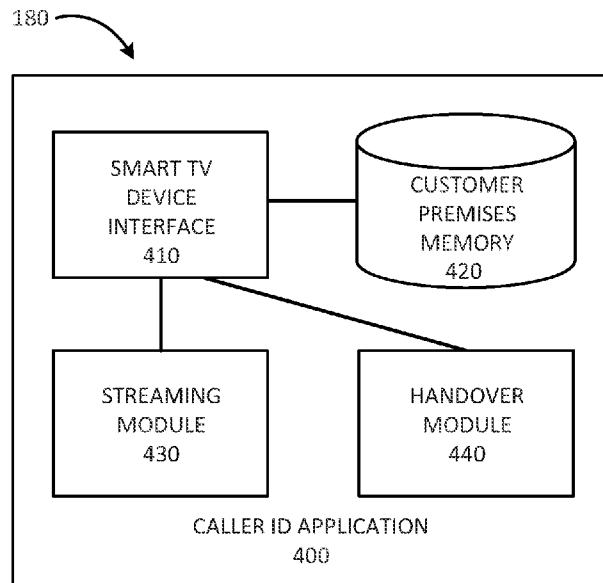 180
SMART TV
DEVICE
INTERFACE
410
CUSTOMER
PREMISES
MEMORY
420
STREAMING
MODULE
430
HANDOVER
MODULE
440
CALLER ID APPLICATION
400